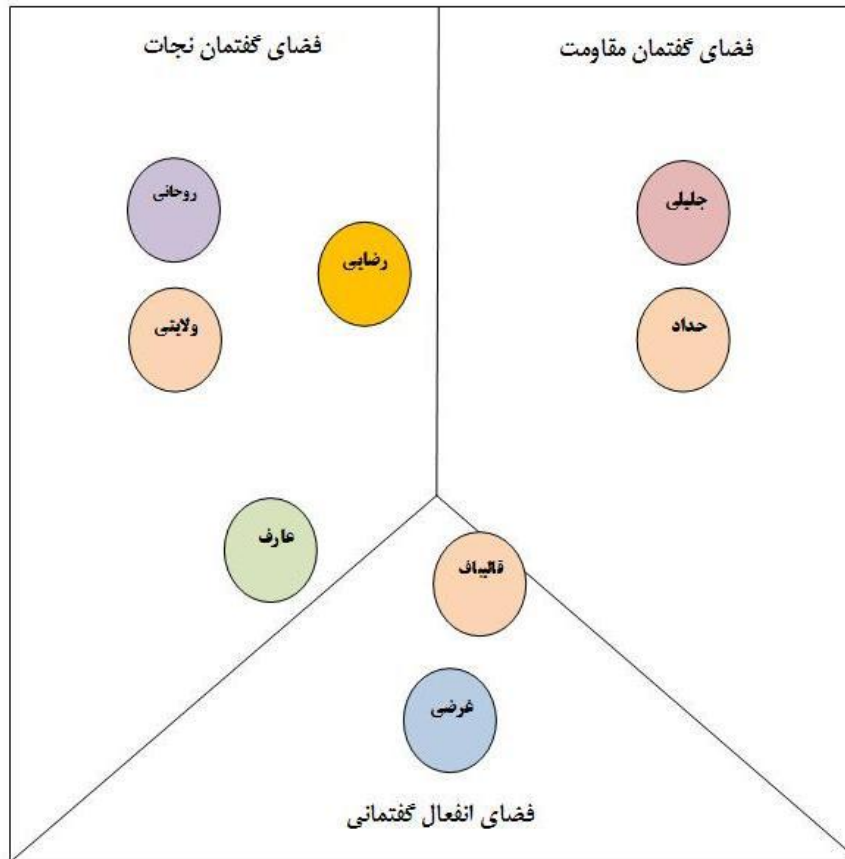 فضای گفتمان مقاومت
فضای گفتمان نجات
جلیلی
روحانی
رضایی
حداد
ولایتی
عارف
قالیباف
غرضی
فضای انفعال گفتمانی